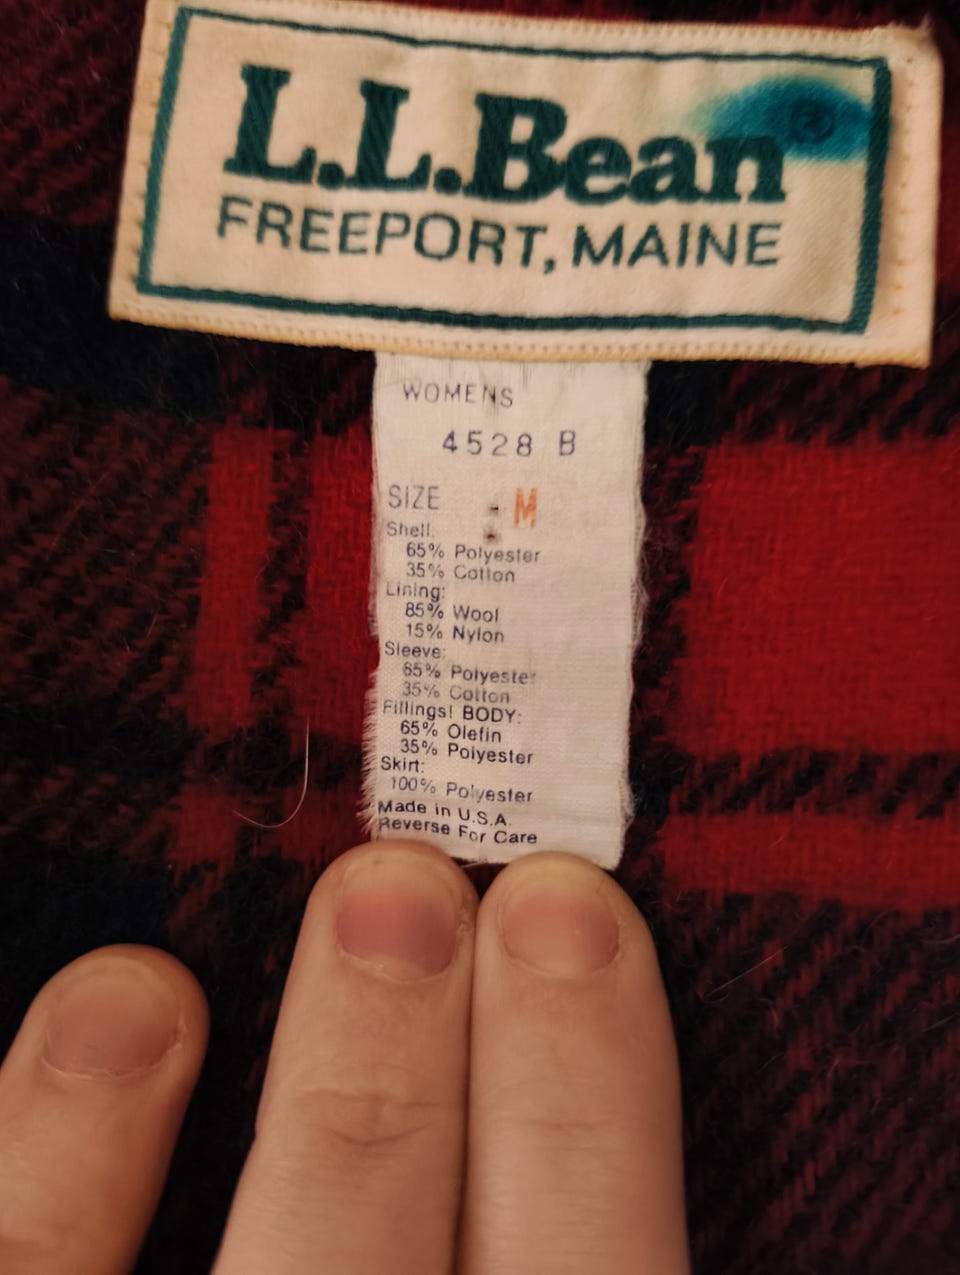 L.L.Bean®
FREEPORT, MAINE
WOMENS
4528 B
SIZE M
Shell:
65% Polyester
35% Cotton
Lining:
85% Wool
15% Nylon
Sleeve:
65% Polyester
35% Cotton
Fillings! BODY:
65% Olefin
35% Polyester
Skirt:
100% Polyester
Made in U.S.A.
Reverse For Care